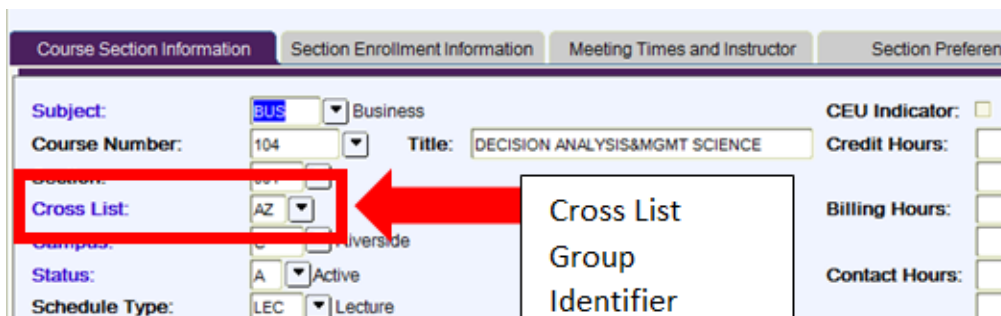 Course Section Information Section Enrollment Information Meeting Times and Instructor Section Preferen
Subject: BUS Business CEU Indicator:
Course Number: 104 Title: DECISION ANALYSIS&MGMT SCIENCE Credit Hours:
Cross List: AZ Billing Hours:
Campus: C Riverside
Status: A Active Contact Hours:
Schedule Type: LEC Lecture
Cross List
Group
Identifier